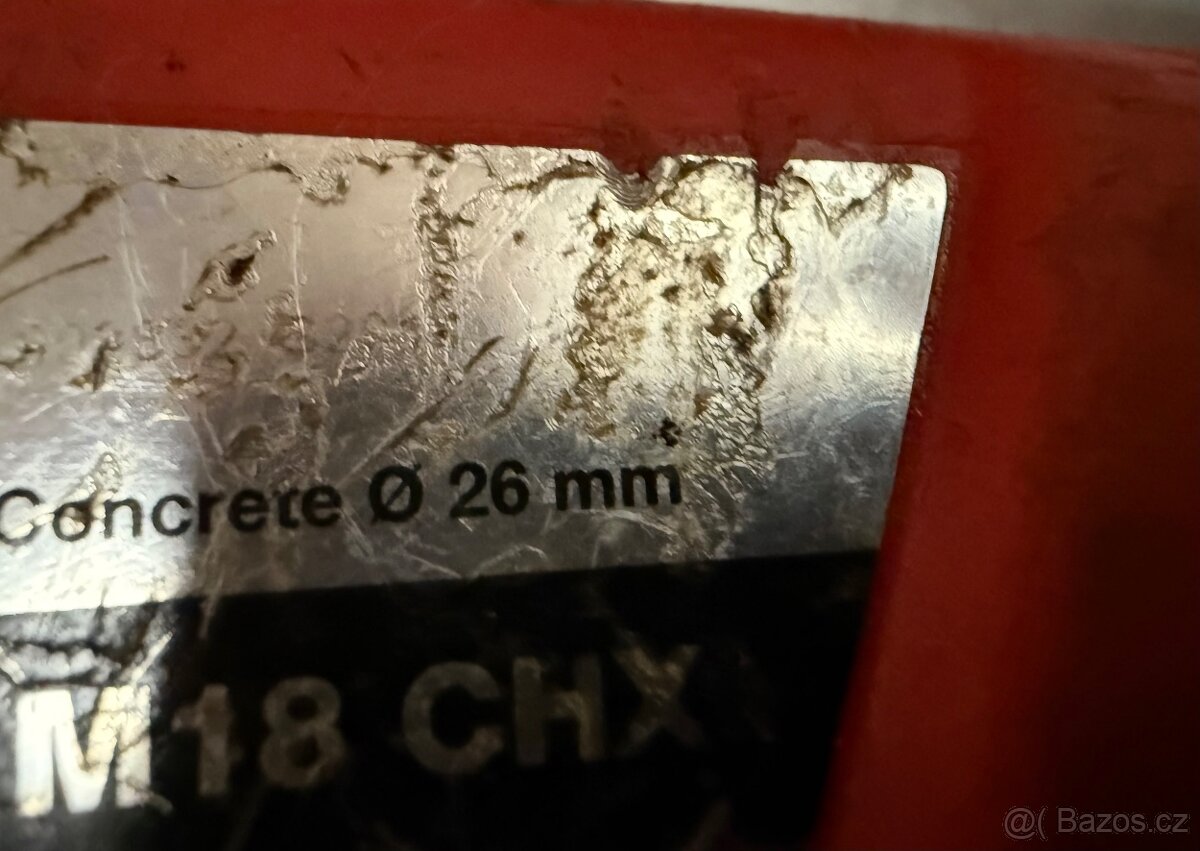 Concrete Ø 26 mm
M18 CHX
@( Bazos.cz